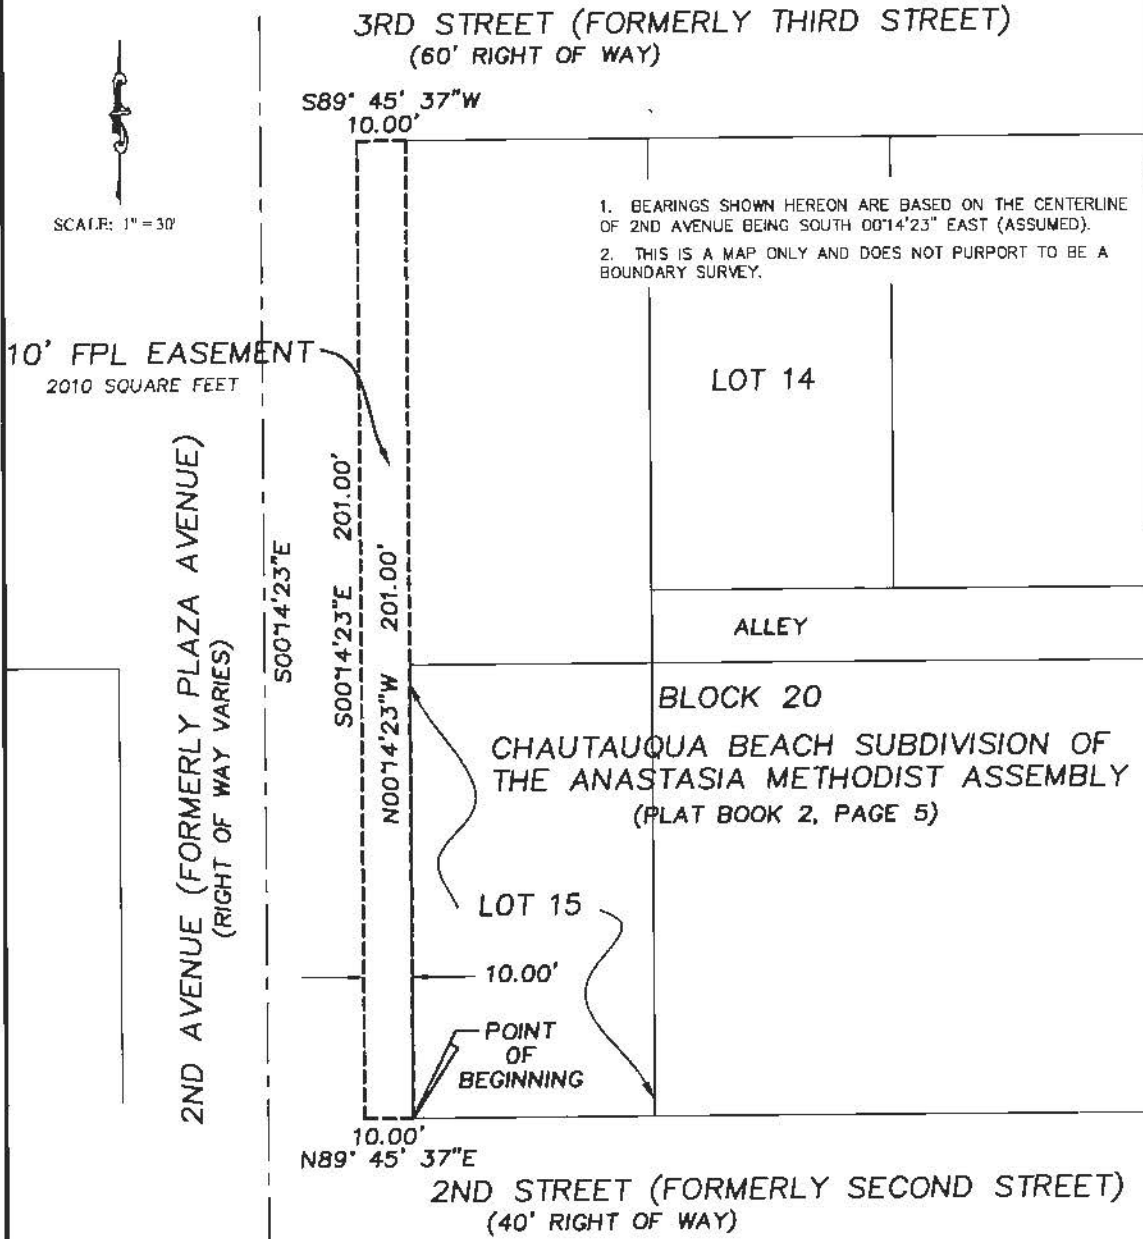 3RD STREET (FORMERLY THIRD STREET)
(60' RIGHT OF WAY)
S89° 45' 37"W
10.00'
SCALE: 1" = 30'
1. BEARINGS SHOWN HEREON ARE BASED ON THE CENTERLINE
OF 2ND AVENUE BEING SOUTH 00°14'23" EAST (ASSUMED).
2. THIS IS A MAP ONLY AND DOES NOT PURPORT TO BE A
BOUNDARY SURVEY.
10' FPL EASEMENT
2010 SQUARE FEET
LOT 14
2ND AVENUE (FORMERLY PLAZA AVENUE)
(RIGHT OF WAY VARIES)
S00°14'23"E
S00°14'23"E 201.00'
N00°14'23"W 201.00'
ALLEY
BLOCK 20
CHAUTAUQUA BEACH SUBDIVISION OF
THE ANASTASIA METHODIST ASSEMBLY
(PLAT BOOK 2, PAGE 5)
LOT 15
10.00'
POINT
OF
BEGINNING
10.00'
N89° 45' 37"E
2ND STREET (FORMERLY SECOND STREET)
(40' RIGHT OF WAY)